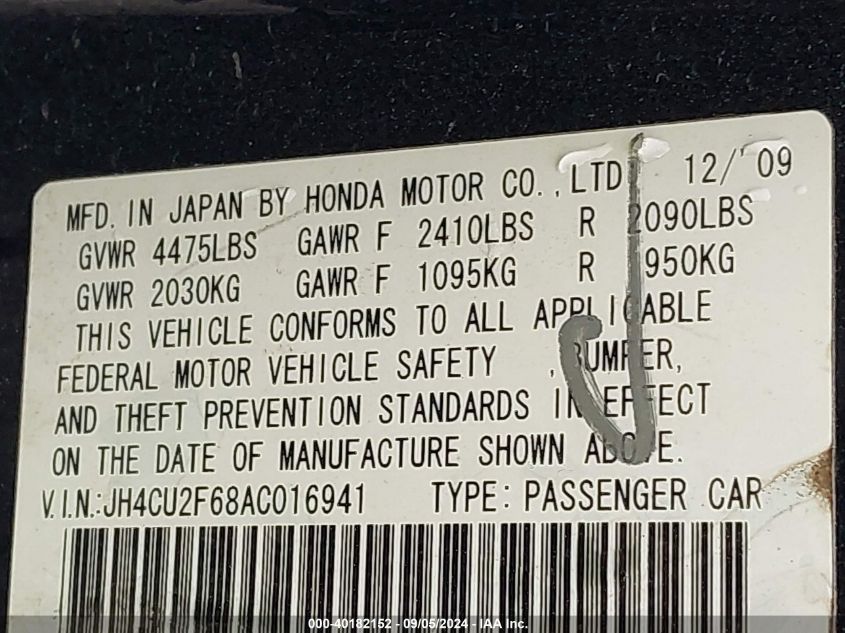 MFD. IN JAPAN BY HONDA MOTOR CO.,LTD 12/'09
GVWR 4475LBS GAWR F 2410LBS R 2090LBS
GVWR 2030KG GAWR F 1095KG R 950KG
THIS VEHICLE CONFORMS TO ALL APPLICABLE
FEDERAL MOTOR VEHICLE SAFETY , BUMPER,
AND THEFT PREVENTION STANDARDS IN EFFECT
ON THE DATE OF MANUFACTURE SHOWN ABOVE.
V.I.N.:JH4CU2F68AC016941 TYPE: PASSENGER CAR
000-40182152 - 09/05/2024 - IAA Inc.